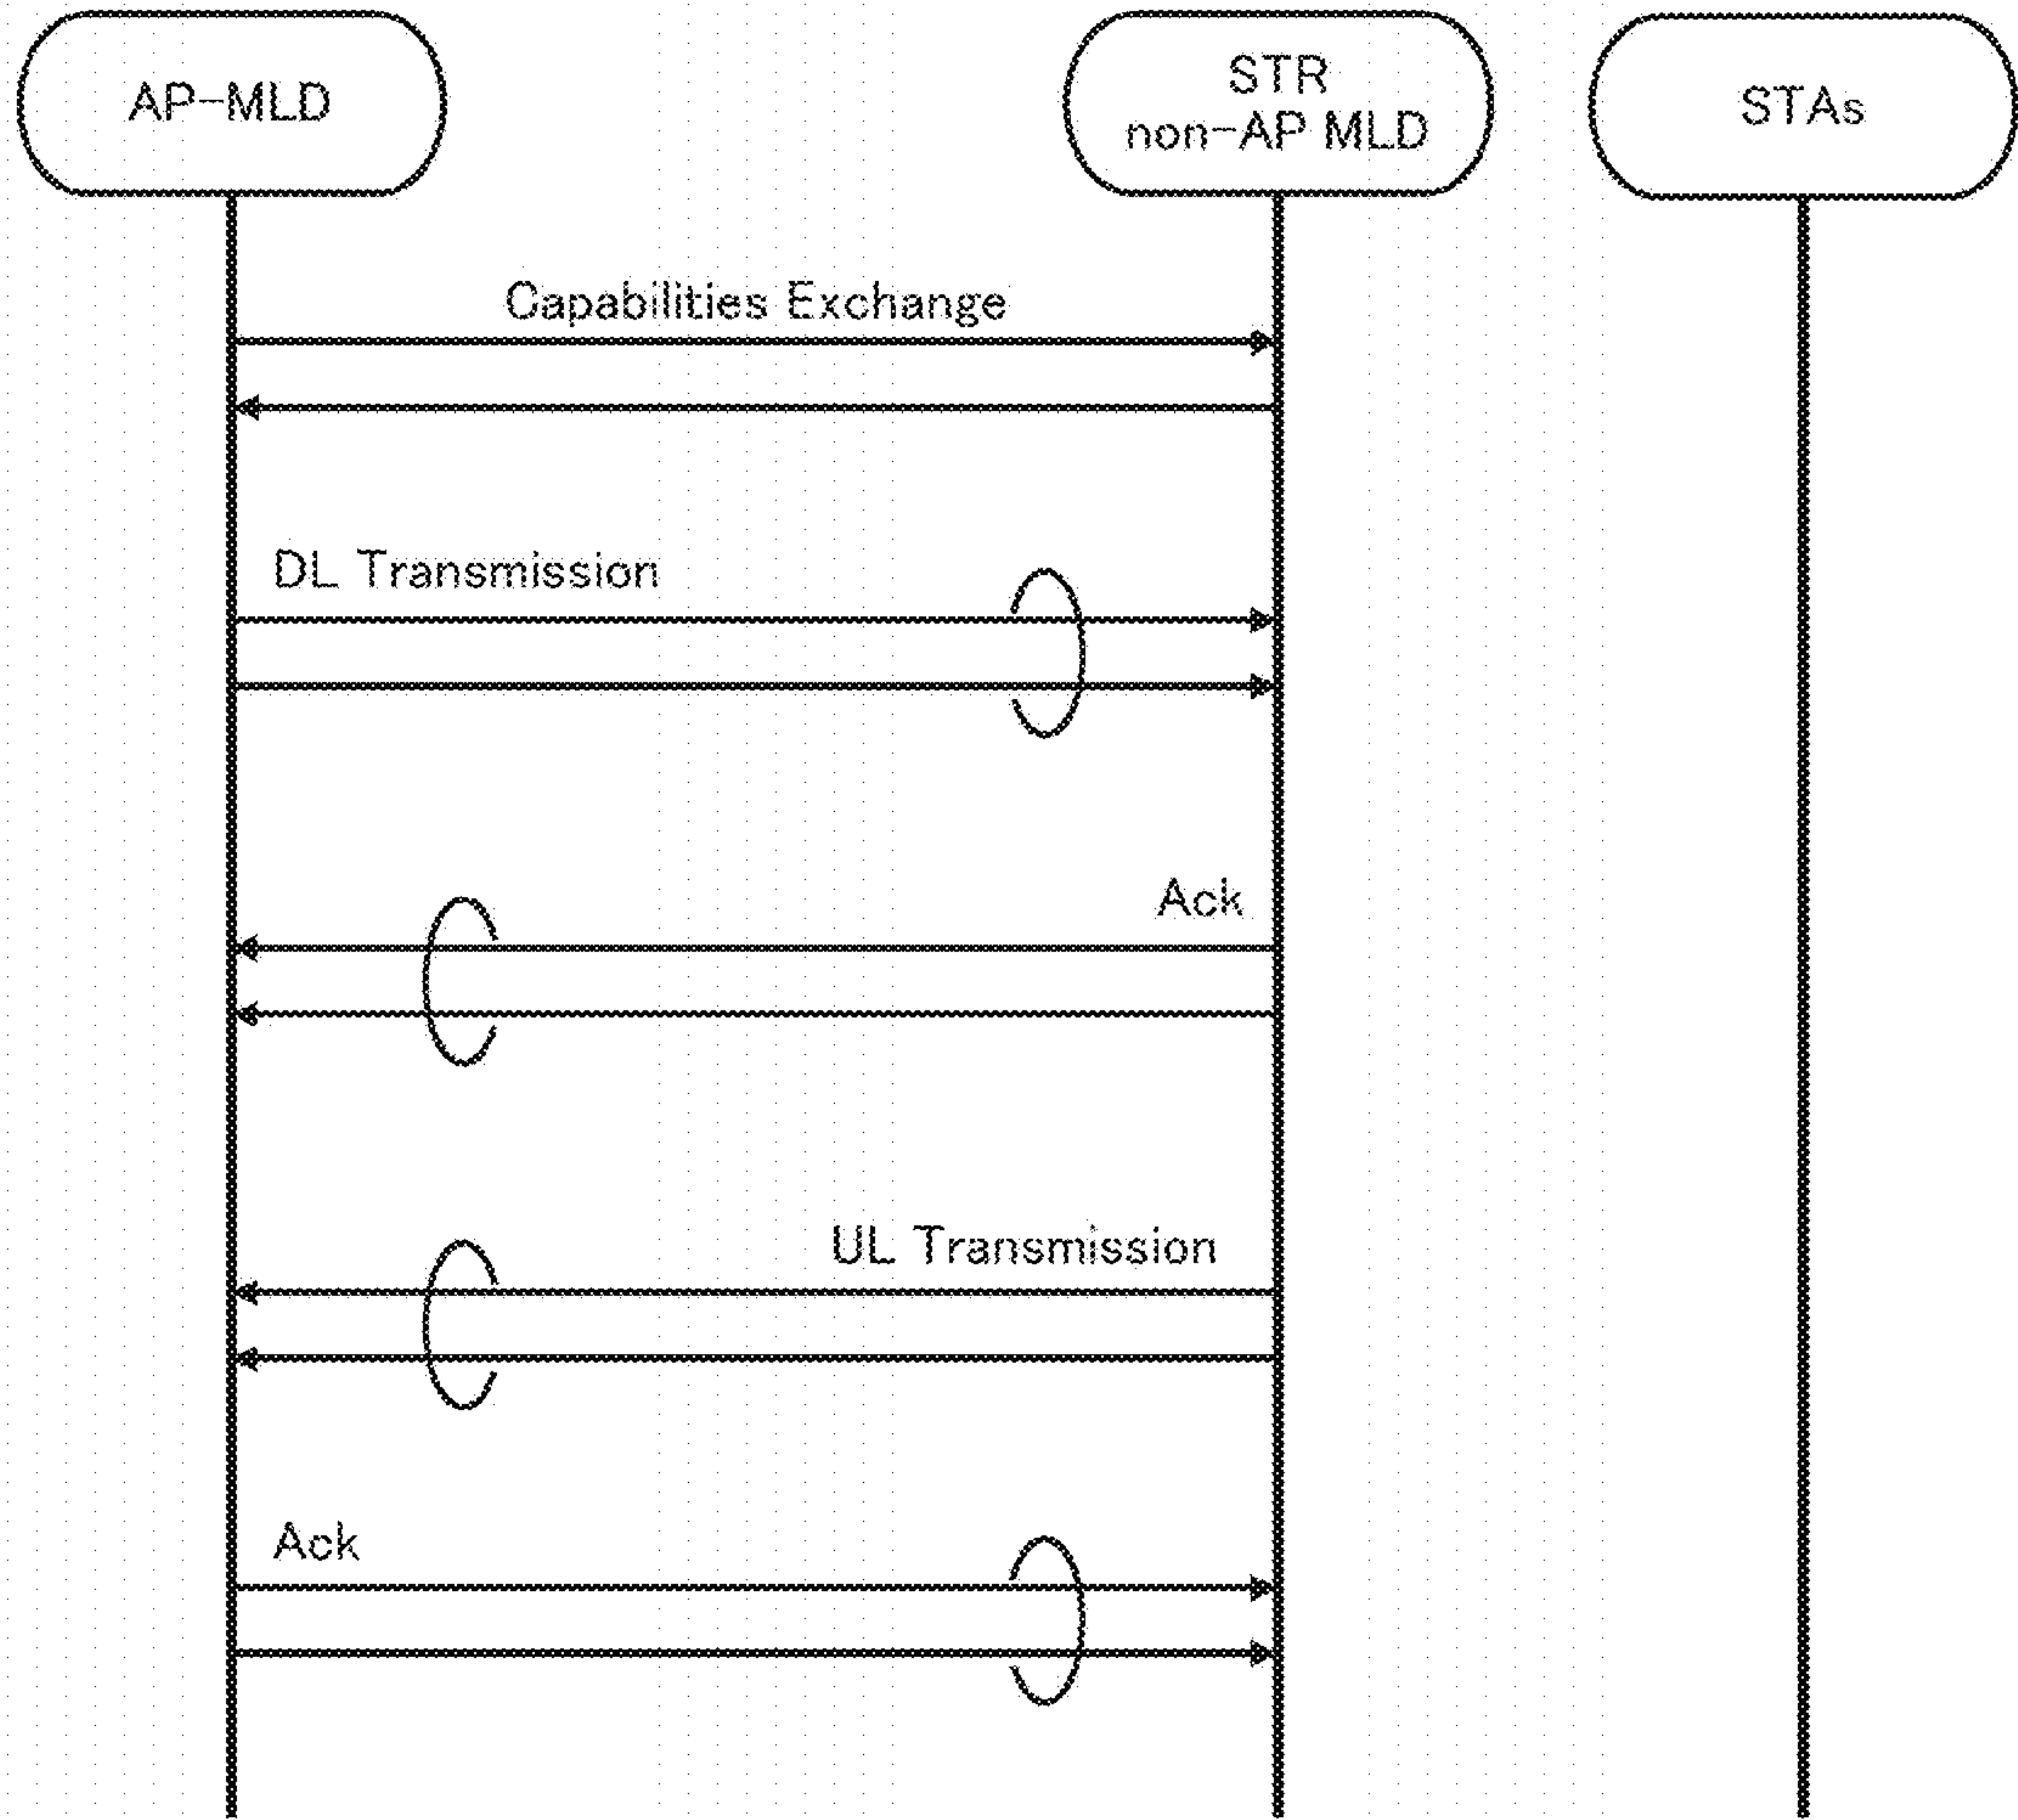 AP-MLD
STR
non-AP MLD
STAs
Capabilities Exchange
DL Transmission
Ack
UL Transmission
Ack